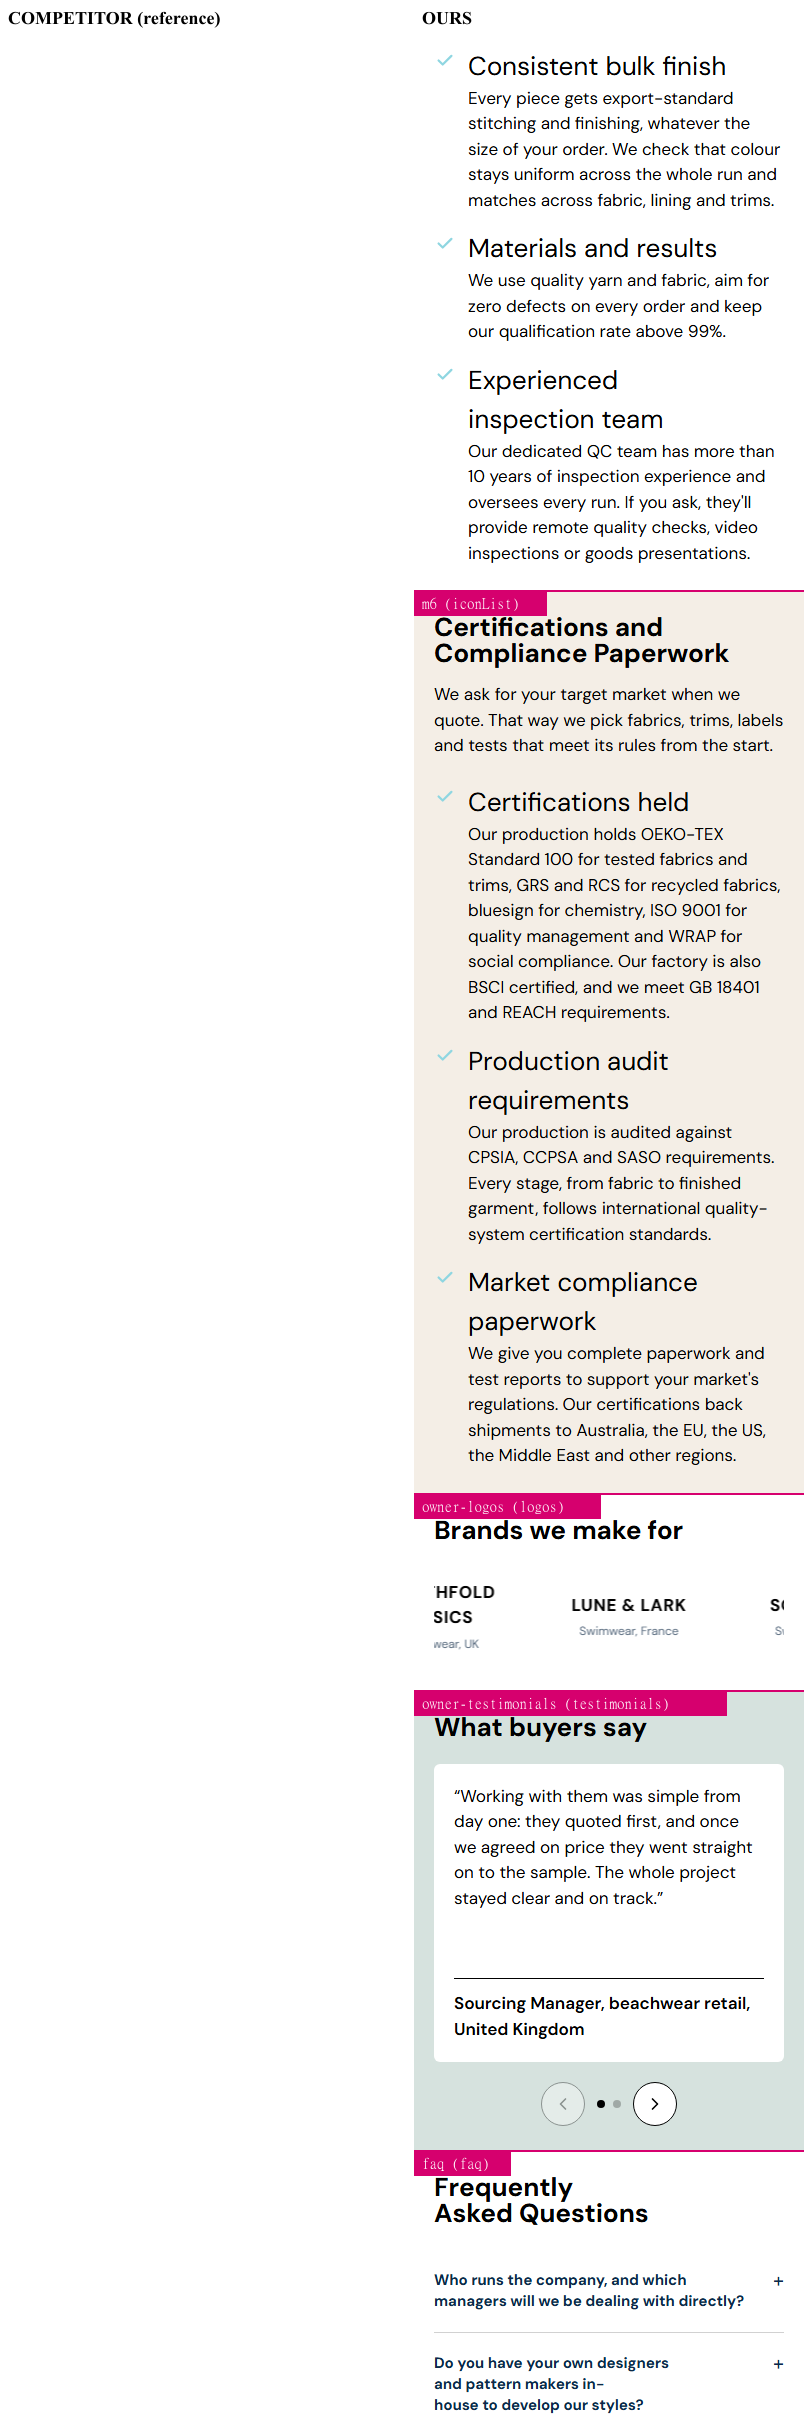 COMPETITOR (reference)
OURS
Consistent bulk finish
Every piece gets export-standard
stitching and finishing, whatever the
size of your order. We check that colour
stays uniform across the whole run and
matches across fabric, lining and trims.
Materials and results
We use quality yarn and fabric, aim for
zero defects on every order and keep
our qualification rate above 99%.
Experienced
inspection team
Our dedicated QC team has more than
10 years of inspection experience and
oversees every run. If you ask, they'll
provide remote quality checks, video
inspections or goods presentations.
m6 (iconList)
Certifications and
Compliance Paperwork
We ask for your target market when we
quote. That way we pick fabrics, trims, labels
and tests that meet its rules from the start.
Certifications held
Our production holds OEKO-TEX
Standard 100 for tested fabrics and
trims, GRS and RCS for recycled fabrics,
bluesign for chemistry, ISO 9001 for
quality management and WRAP for
social compliance. Our factory is also
BSCI certified, and we meet GB 18401
and REACH requirements.
Production audit
requirements
Our production is audited against
CPSIA, CCPSA and SASO requirements.
Every stage, from fabric to finished
garment, follows international quality-
system certification standards.
Market compliance
paperwork
We give you complete paperwork and
test reports to support your market's
regulations. Our certifications back
shipments to Australia, the EU, the US,
the Middle East and other regions.
owner-logos (logos)
Brands we make for
HFOLD
SICS
wear, UK
LUNE & LARK
Swimwear, France
owner-testimonials (testimonials)
What buyers say
“Working with them was simple from
day one: they quoted first, and once
we agreed on price they went straight
on to the sample. The whole project
stayed clear and on track.”
Sourcing Manager, beachwear retail,
United Kingdom
faq (faq)
Frequently
Asked Questions
Who runs the company, and which
managers will we be dealing with directly?
+
Do you have your own designers
and pattern makers in-
house to develop our styles?
+